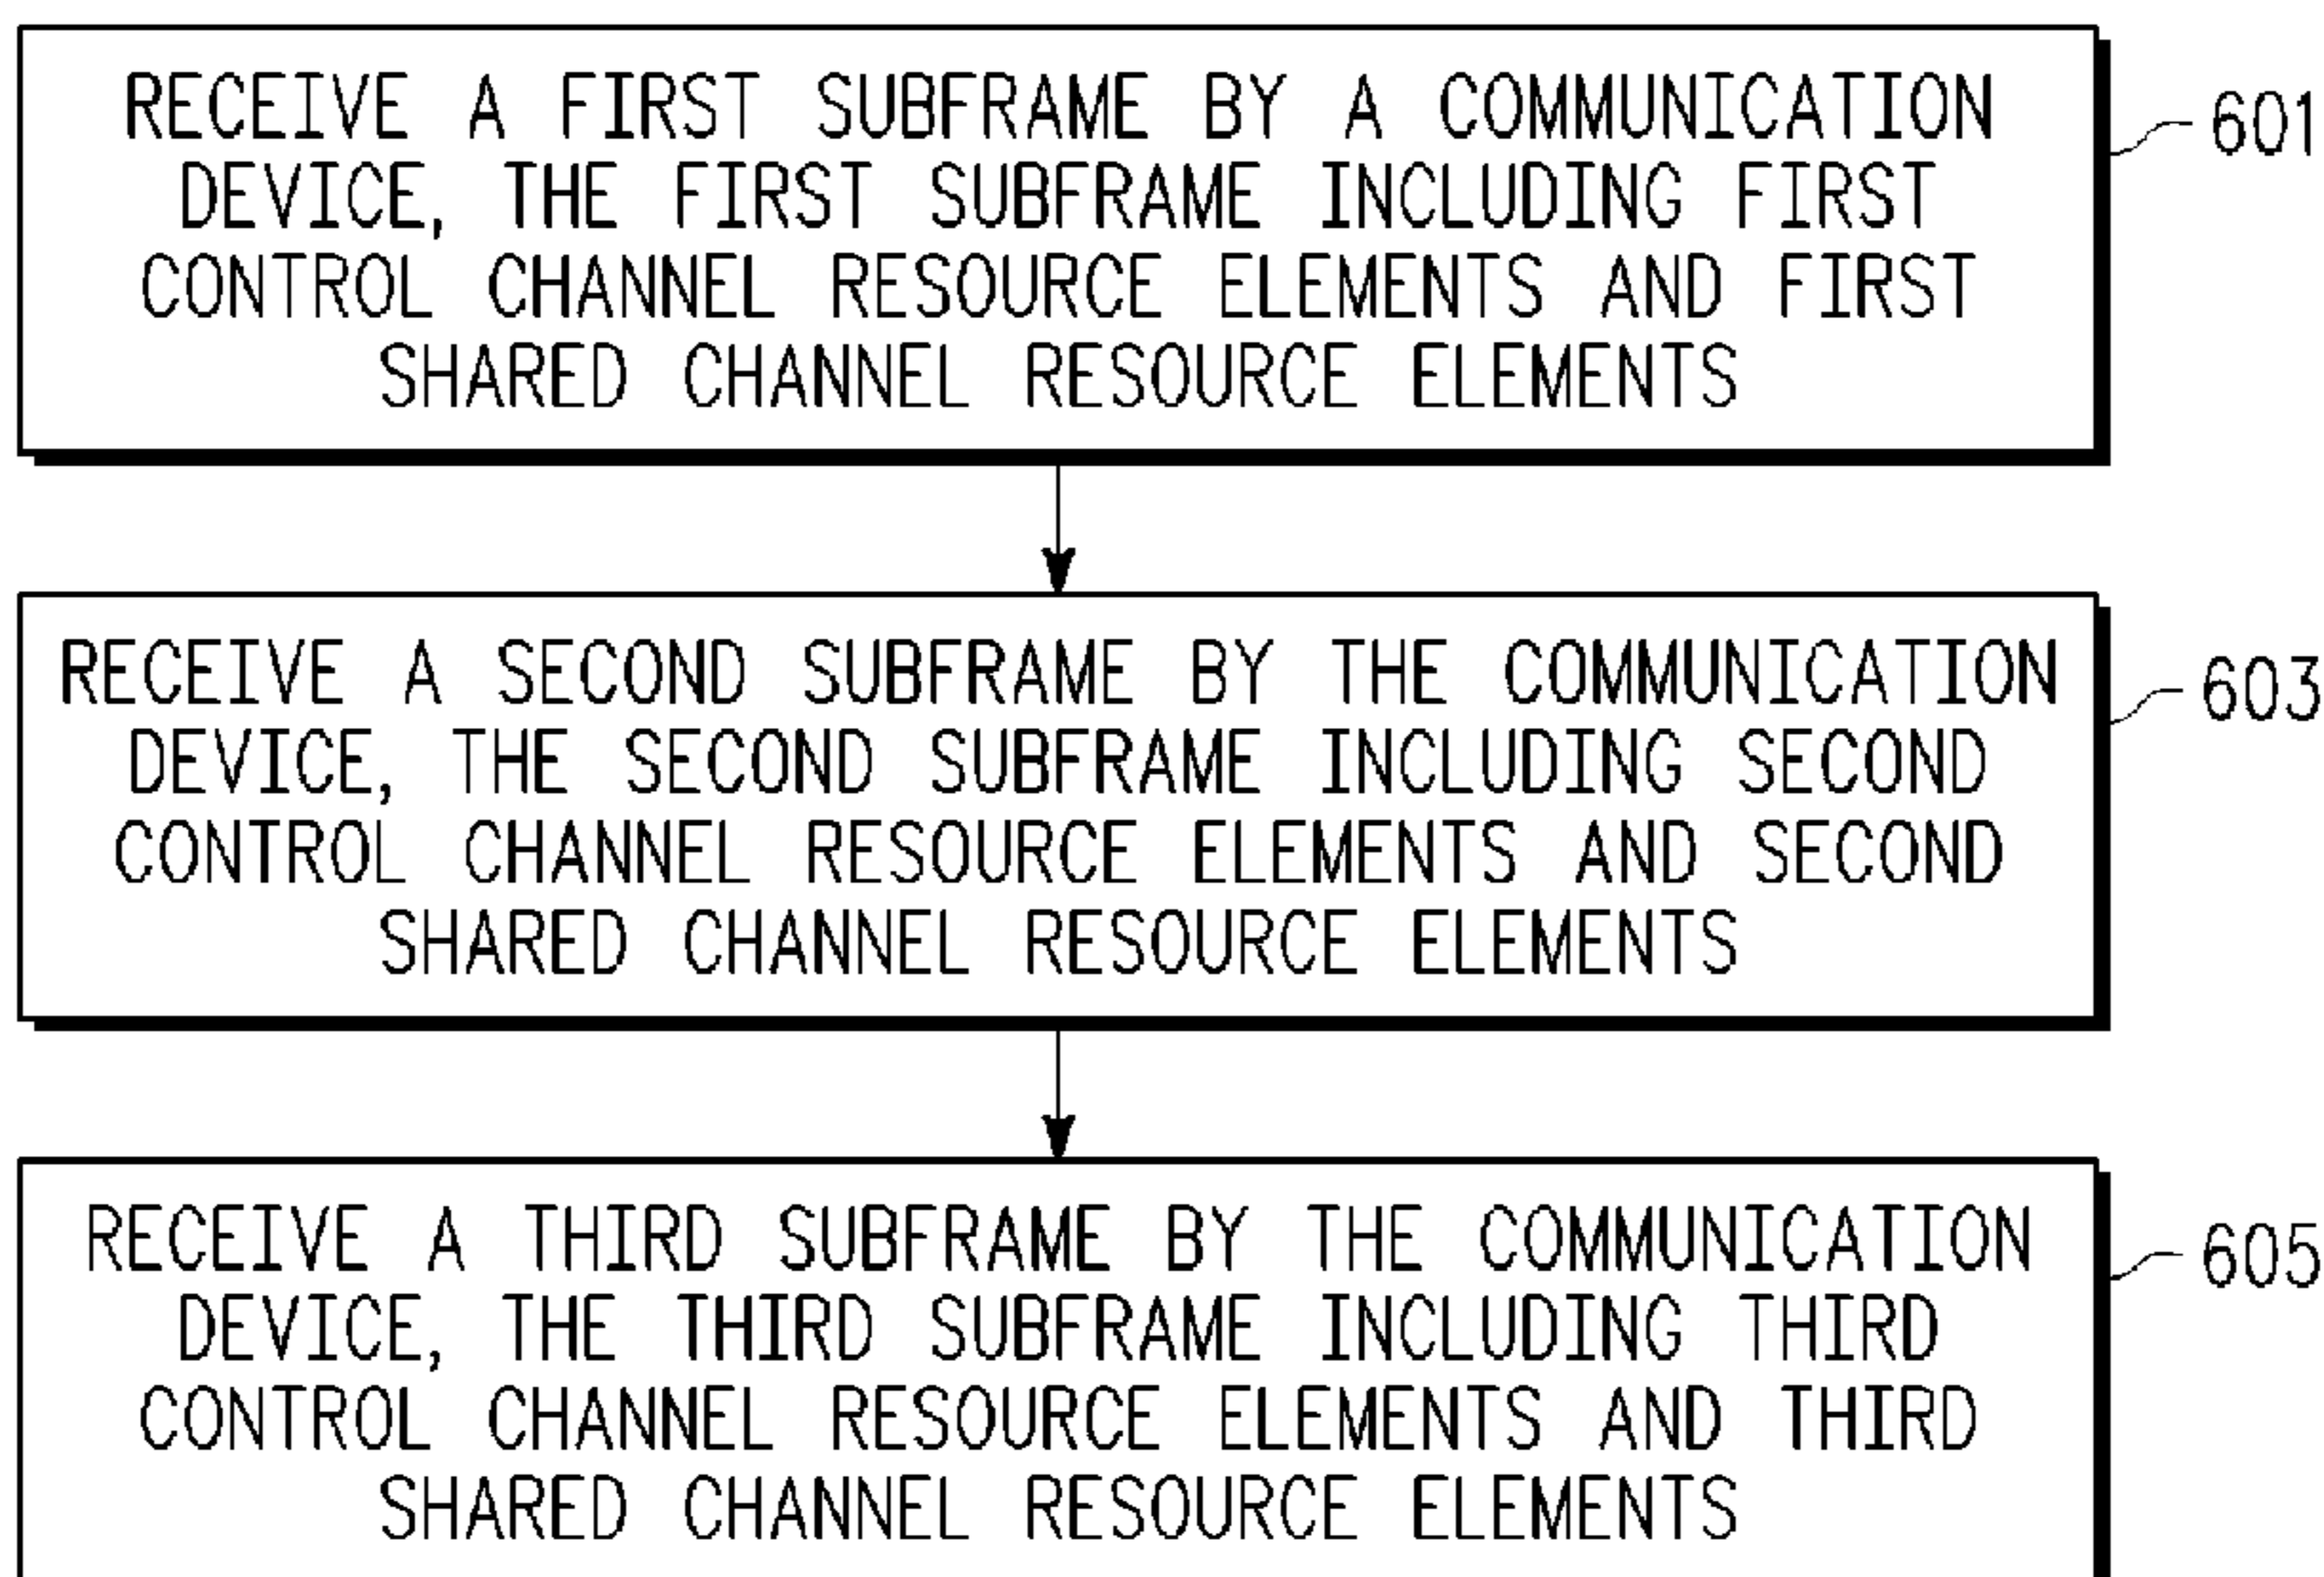 RECEIVE A FIRST SUBFRAME BY A COMMUNICATION
DEVICE, THE FIRST SUBFRAME INCLUDING FIRST
CONTROL CHANNEL RESOURCE ELEMENTS AND FIRST
SHARED CHANNEL RESOURCE ELEMENTS
601
RECEIVE A SECOND SUBFRAME BY THE COMMUNICATION
DEVICE, THE SECOND SUBFRAME INCLUDING SECOND
CONTROL CHANNEL RESOURCE ELEMENTS AND SECOND
SHARED CHANNEL RESOURCE ELEMENTS
603
RECEIVE A THIRD SUBFRAME BY THE COMMUNICATION
DEVICE, THE THIRD SUBFRAME INCLUDING THIRD
CONTROL CHANNEL RESOURCE ELEMENTS AND THIRD
SHARED CHANNEL RESOURCE ELEMENTS
605